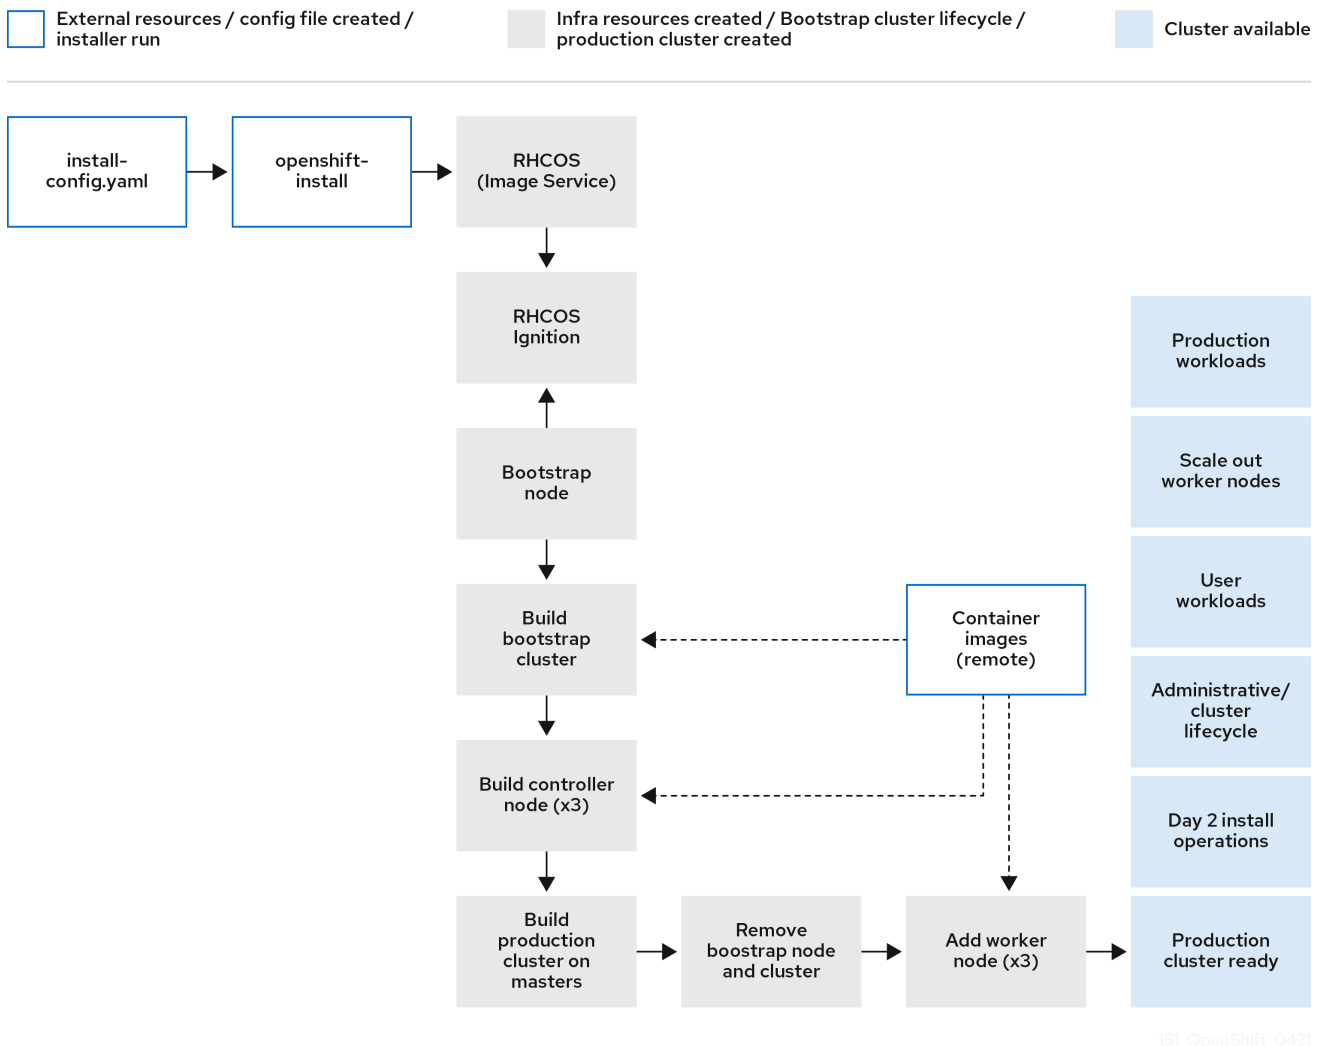 External resources / config file created /
installer run
Infra resources created / Bootstrap cluster lifecycle /
production cluster created
Cluster available
install-
config.yaml
openshift-
install
RHCOS
(Image Service)
RHCOS
Ignition
Bootstrap
node
Build
bootstrap
cluster
Container
images
(remote)
Build controller
node (x3)
Build
production
cluster on
masters
Remove
boostrap node
and cluster
Add worker
node (x3)
Production
workloads
Scale out
worker nodes
User
workloads
Administrative/
cluster
lifecycle
Day 2 install
operations
Production
cluster ready
151_OpenShift_0421